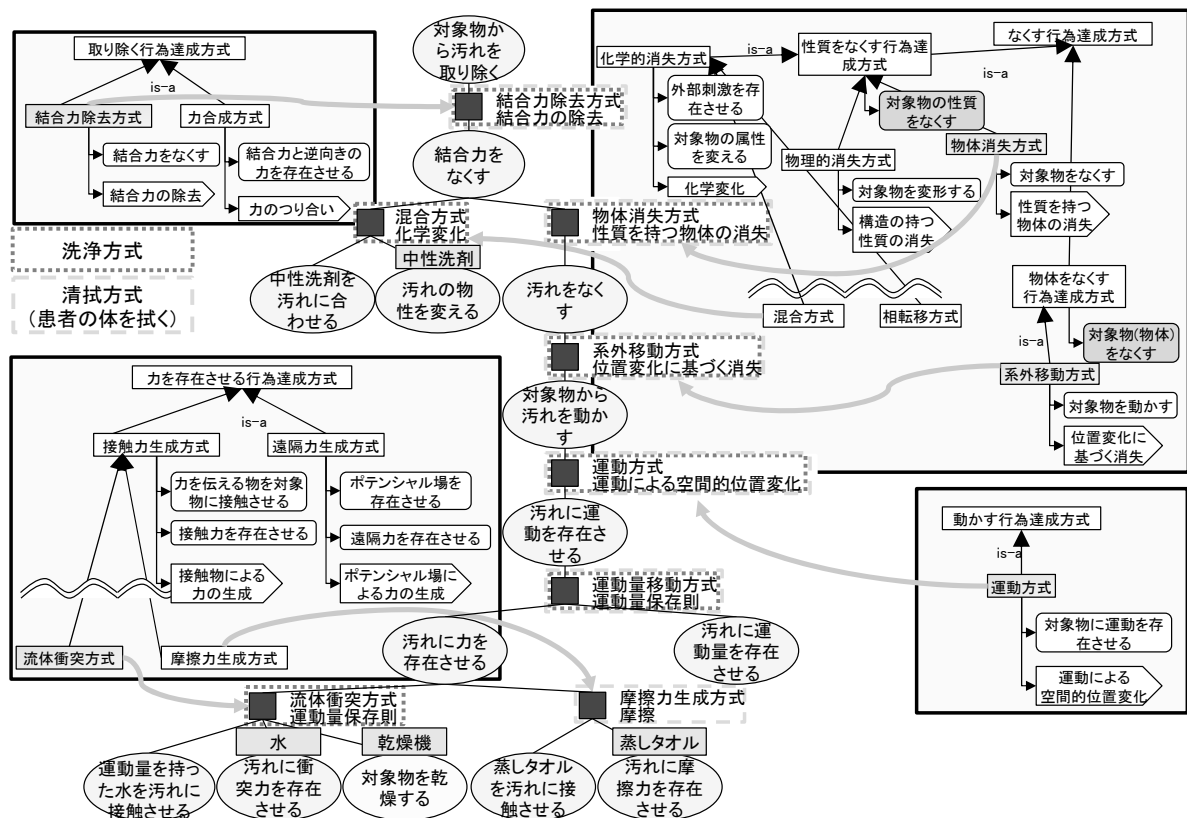 取り除く行為達成方式
is-a
結合力除去方式
力合成方式
結合力をなくす
結合力の除去
結合力と逆向きの
力を存在させる
力のつり合い
洗浄方式
清拭方式
(患者の体を拭く)
対象物か
ら汚れを
取り除く
結合力除去方式
結合力の除去
結合力を
なくす
混合方式
化学変化
中性洗剤
中性洗剤を
汚れに合
わせる
汚れの物
性を変える
物体消失方式
性質を持つ物体の消失
汚れをなく
す
系外移動方式
位置変化に基づく消失
対象物から
汚れを動か
す
運動方式
運動による空間的位置変化
汚れに運
動を存在
させる
運動量移動方式
運動量保存則
汚れに力を
存在させる
汚れに運
動量を存在
させる
流体衝突方式
運動量保存則
水
乾燥機
運動量を持っ
た水を汚れに
接触させる
汚れに衝
突力を存在
させる
対象物を乾
燥する
摩擦力生成方式
摩擦
蒸しタオル
蒸しタオル
を汚れに接
触させる
汚れに摩
擦力を存在
させる
化学的消失方式
is-a
性質をなくす行為達
成方式
なくす行為達成方式
is-a
外部刺激を存
在させる
対象物の属性
を変える
化学変化
対象物の性質
をなくす
物理的消失方式
物体消失方式
対象物を変形する
構造の持つ
性質の消失
対象物をなくす
性質を持つ
物体の消失
混合方式
相転移方式
物体をなくす
行為達成方式
is-a
対象物(物体)
をなくす
系外移動方式
対象物を動かす
位置変化に
基づく消失
力を存在させる行為達成方式
is-a
接触力生成方式
遠隔力生成方式
力を伝える物を対象
物に接触させる
接触力を存在させる
接触物による
力の生成
ポテンシャル場を
存在させる
遠隔力を存在させる
ポテンシャル場に
よる力の生成
流体衝突方式
摩擦力生成方式
動かす行為達成方式
is-a
運動方式
対象物に運動を存
在させる
運動による
空間的位置変化